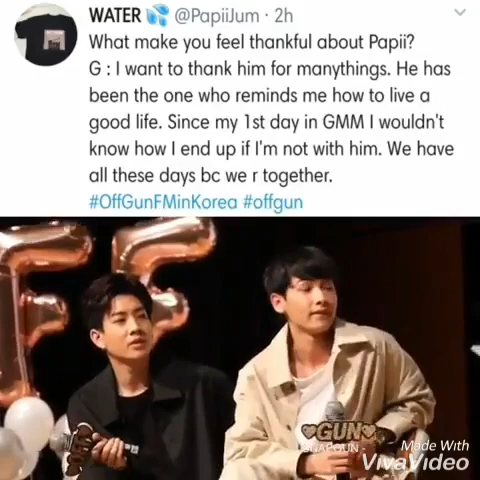 WATER 💦 @PapiiJum · 2h
What make you feel thankful about Papii?
G : I want to thank him for manythings. He has
been the one who reminds me how to live a
good life. Since my 1st day in GMM I wouldn't
know how I end up if I'm not with him. We have
all these days bc we r together.
#OffGunFMinKorea #offgun
FE
GUN
Made With
VivaVideo